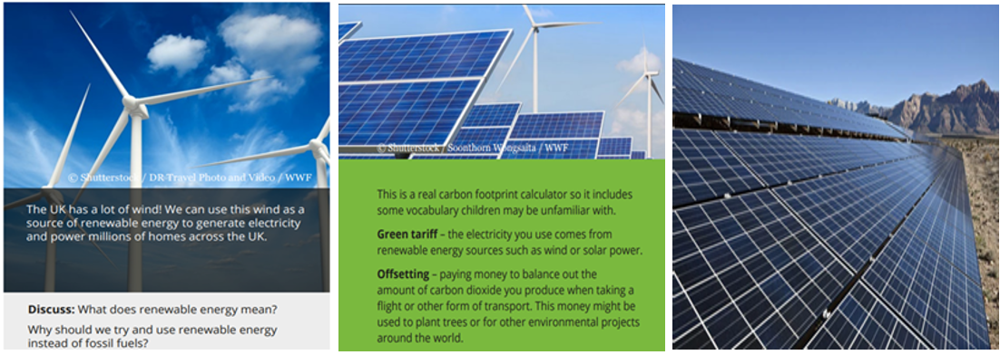 © Shutterstock / DR Travel Photo and Video / WWF
The UK has a lot of wind! We can use this wind as a
source of renewable energy to generate electricity
and power millions of homes across the UK.
Discuss: What does renewable energy mean?
Why should we try and use renewable energy
instead of fossil fuels?
© Shutterstock / Soonthorn Wongsaita / WWF
This is a real carbon footprint calculator so it includes
some vocabulary children may be unfamiliar with.
Green tariff – the electricity you use comes from
renewable energy sources such as wind or solar power.
Offsetting – paying money to balance out the
amount of carbon dioxide you produce when taking a
flight or other form of transport. This money might be
used to plant trees or for other environmental projects
around the world.